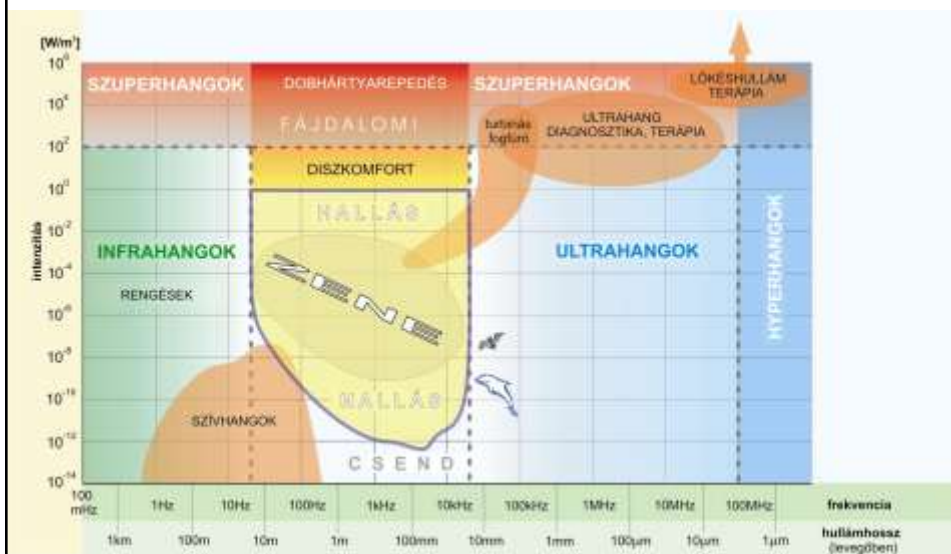 [W/m²]
10⁶
SZUPERHANGOK
DOBHÁRTYAREPEDÉS
SZUPERHANGOK
LÖKÉSHULLÁM
TERÁPIA
10⁴
FÁJDALOM
turbinás
fogfúró
ULTRAHANG
DIAGNOSZTIKA, TERÁPIA
10²
DISZKOMFORT
10⁰
HALLÁS
10⁻²
intenzitás
INFRAHANGOK
ULTRAHANGOK
HYPERHANGOK
10⁻⁴
ZENE
RENGÉSEK
10⁻⁶
10⁻⁸
10⁻¹⁰
HALLÁS
SZÍVHANGOK
10⁻¹²
CSEND
10⁻¹⁴
100 mHz 1Hz 10Hz 100Hz 1kHz 10kHz 100kHz 1MHz 10MHz 100MHz frekvencia
1km 100m 10m 1m 100mm 10mm 1mm 100µm 10µm 1µm hullámhossz
(levegőben)